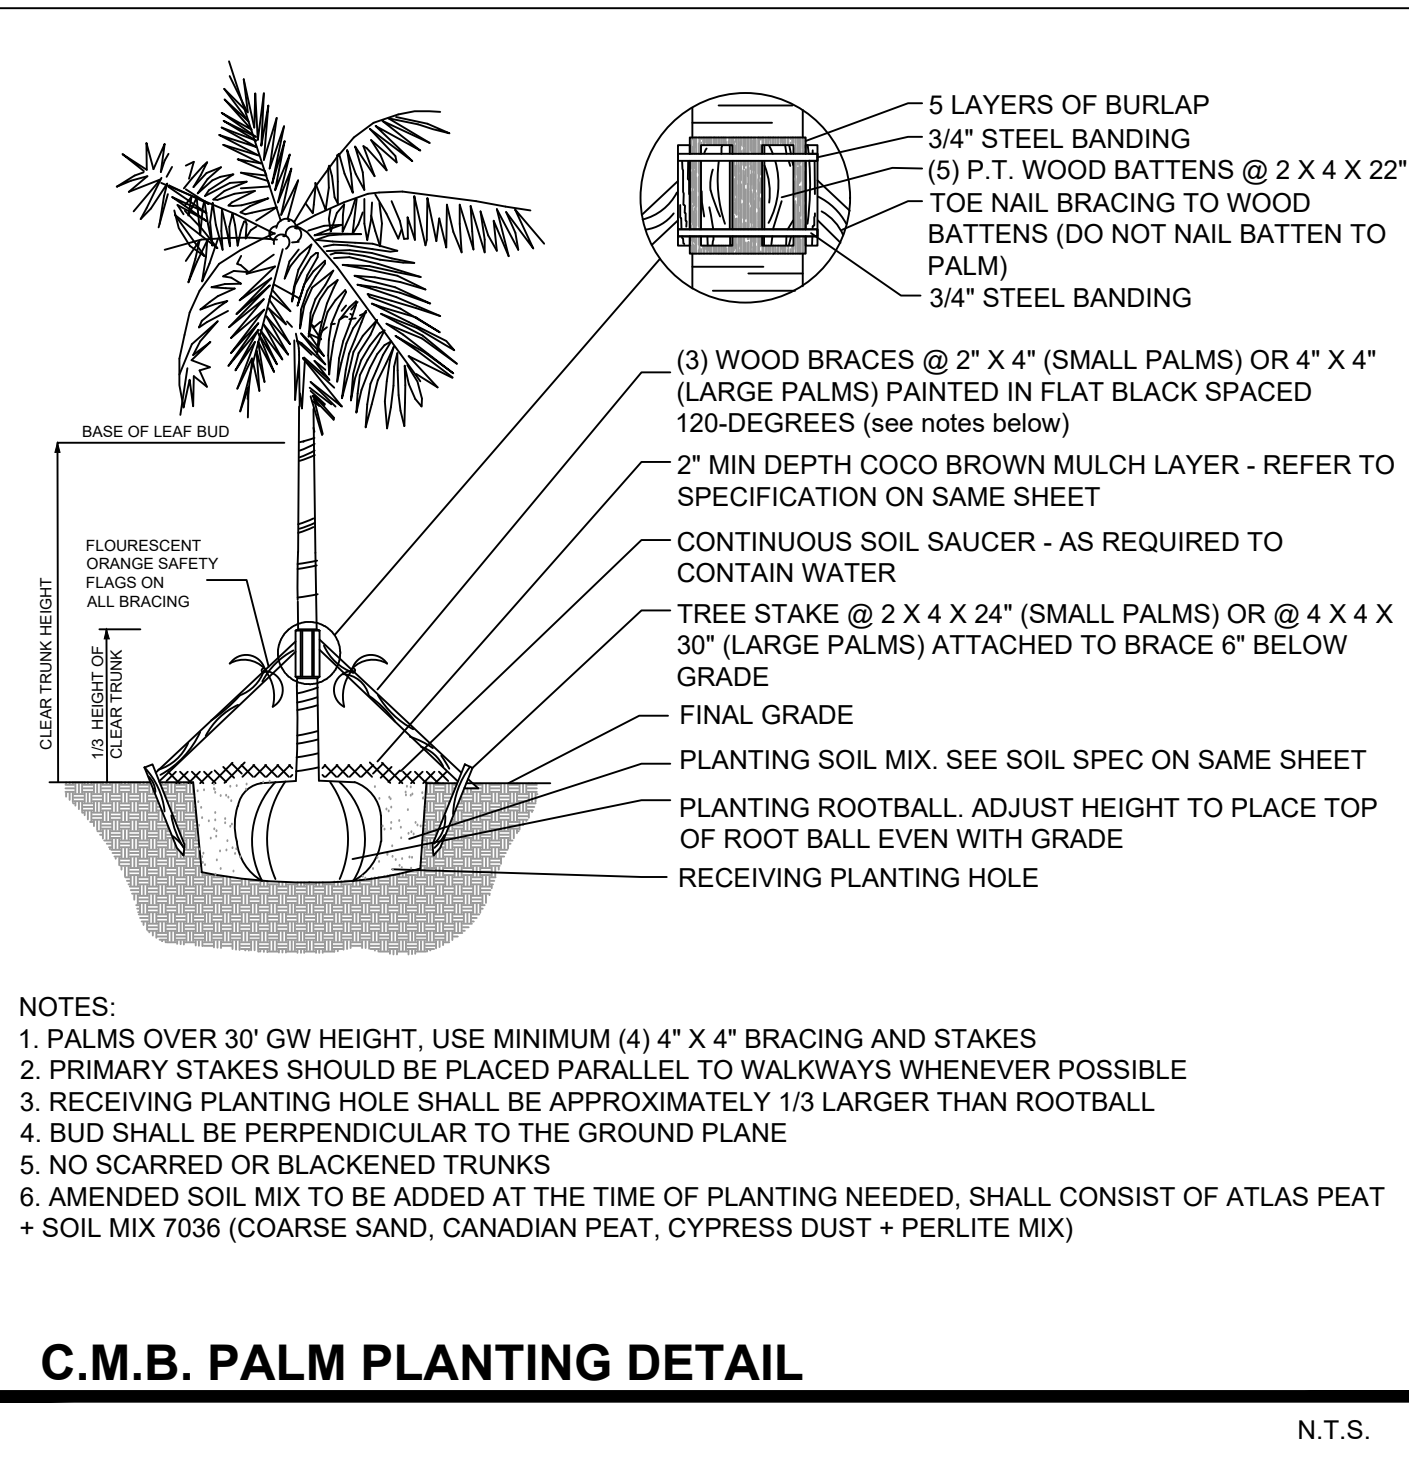 5 LAYERS OF BURLAP
3/4" STEEL BANDING
(5) P.T. WOOD BATTENS @ 2 X 4 X 22"
TOE NAIL BRACING TO WOOD
BATTENS (DO NOT NAIL BATTEN TO
PALM)
3/4" STEEL BANDING
(3) WOOD BRACES @ 2" X 4" (SMALL PALMS) OR 4" X 4"
(LARGE PALMS) PAINTED IN FLAT BLACK SPACED
120-DEGREES (see notes below)
2" MIN DEPTH COCO BROWN MULCH LAYER - REFER TO
SPECIFICATION ON SAME SHEET
CONTINUOUS SOIL SAUCER - AS REQUIRED TO
CONTAIN WATER
TREE STAKE @ 2 X 4 X 24" (SMALL PALMS) OR @ 4 X 4 X
30" (LARGE PALMS) ATTACHED TO BRACE 6" BELOW
GRADE
FINAL GRADE
PLANTING SOIL MIX. SEE SOIL SPEC ON SAME SHEET
PLANTING ROOTBALL. ADJUST HEIGHT TO PLACE TOP
OF ROOT BALL EVEN WITH GRADE
RECEIVING PLANTING HOLE
BASE OF LEAF BUD
FLOURESCENT
ORANGE SAFETY
FLAGS ON
ALL BRACING
CLEAR TRUNK HEIGHT
1/3 HEIGHT OF
CLEAR TRUNK
NOTES:
1. PALMS OVER 30' GW HEIGHT, USE MINIMUM (4) 4" X 4" BRACING AND STAKES
2. PRIMARY STAKES SHOULD BE PLACED PARALLEL TO WALKWAYS WHENEVER POSSIBLE
3. RECEIVING PLANTING HOLE SHALL BE APPROXIMATELY 1/3 LARGER THAN ROOTBALL
4. BUD SHALL BE PERPENDICULAR TO THE GROUND PLANE
5. NO SCARRED OR BLACKENED TRUNKS
6. AMENDED SOIL MIX TO BE ADDED AT THE TIME OF PLANTING NEEDED, SHALL CONSIST OF ATLAS PEAT
+ SOIL MIX 7036 (COARSE SAND, CANADIAN PEAT, CYPRESS DUST + PERLITE MIX)
C.M.B. PALM PLANTING DETAIL
N.T.S.